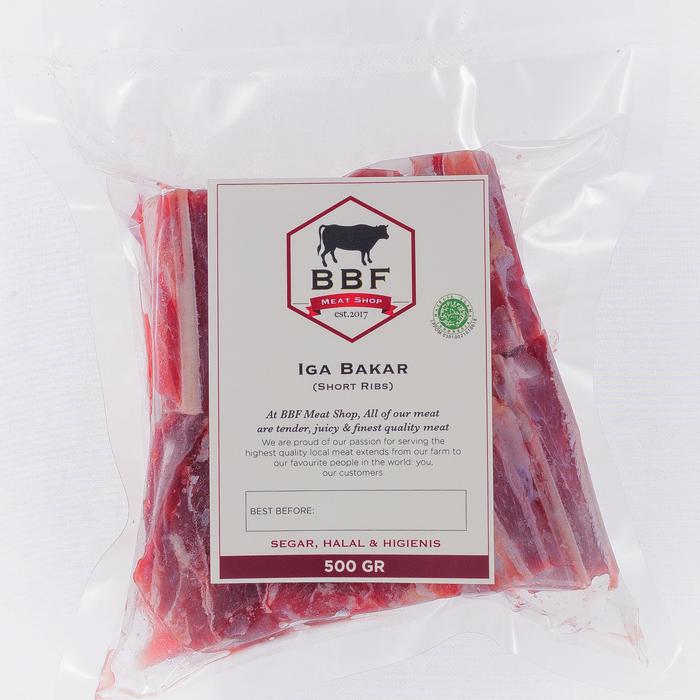 BBF
MEAT SHOP
est.2017
IGA BAKAR
(SHORT RIBS)
At BBF Meat Shop, All of our meat
are tender, juicy & finest quality meat
We are proud of our passion for serving the
highest quality local meat extends from our farm to
our favourite people in the world: you,
our customers.
BEST BEFORE:
SEGAR, HALAL & HIGIENIS
500 GR